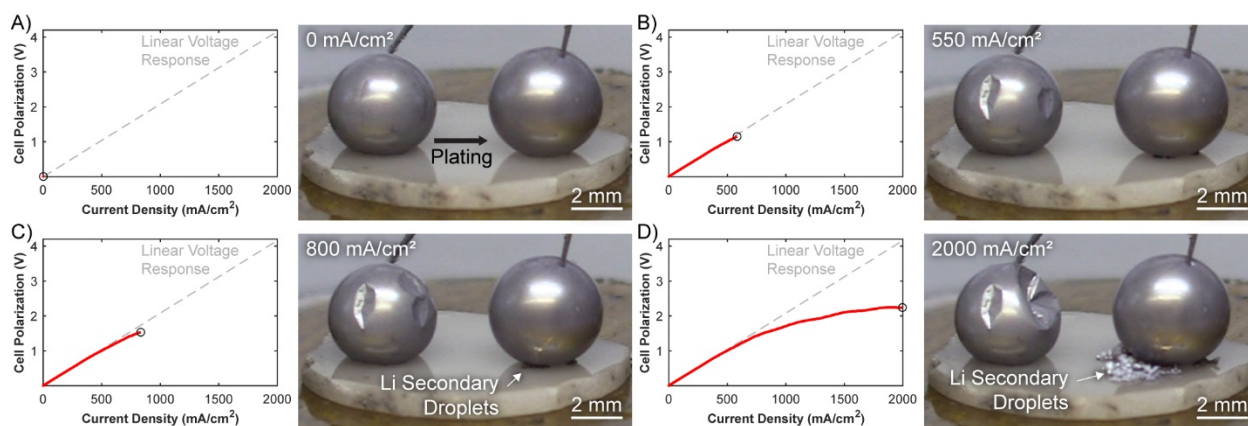 A)
4
3
2
1
Cell Polarization (V)
Linear Voltage
Response
0
500
1000
1500
2000
Current Density (mA/cm²)
0 mA/cm²
Plating
2 mm
B)
4
3
2
1
Cell Polarization (V)
Linear Voltage
Response
0
500
1000
1500
2000
Current Density (mA/cm²)
550 mA/cm²
2 mm
C)
4
3
2
1
Cell Polarization (V)
Linear Voltage
Response
0
500
1000
1500
2000
Current Density (mA/cm²)
800 mA/cm²
Li Secondary
Droplets
2 mm
D)
4
3
2
1
Cell Polarization (V)
Linear Voltage
Response
0
500
1000
1500
2000
Current Density (mA/cm²)
2000 mA/cm²
Li Secondary
Droplets
2 mm